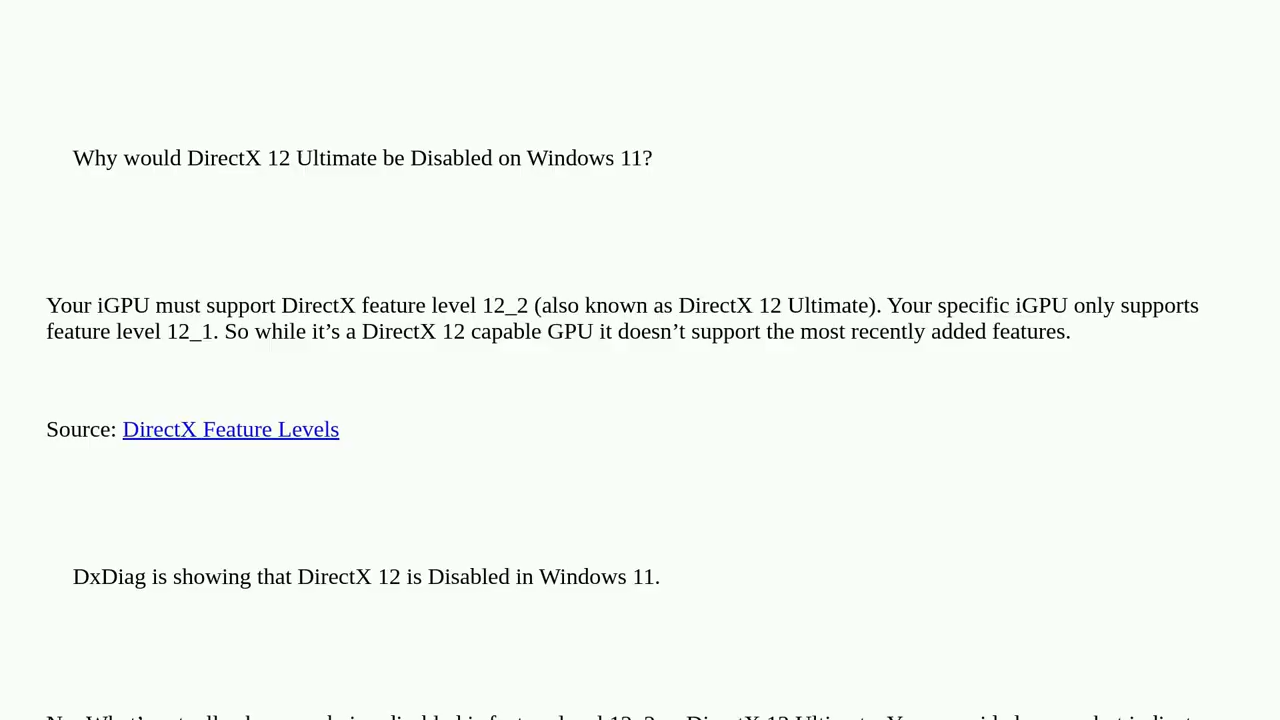 Why would DirectX 12 Ultimate be Disabled on Windows 11?
Your iGPU must support DirectX feature level 12_2 (also known as DirectX 12 Ultimate). Your specific iGPU only supports
feature level 12_1. So while it’s a DirectX 12 capable GPU it doesn’t support the most recently added features.
Source: DirectX Feature Levels
DxDiag is showing that DirectX 12 is Disabled in Windows 11.